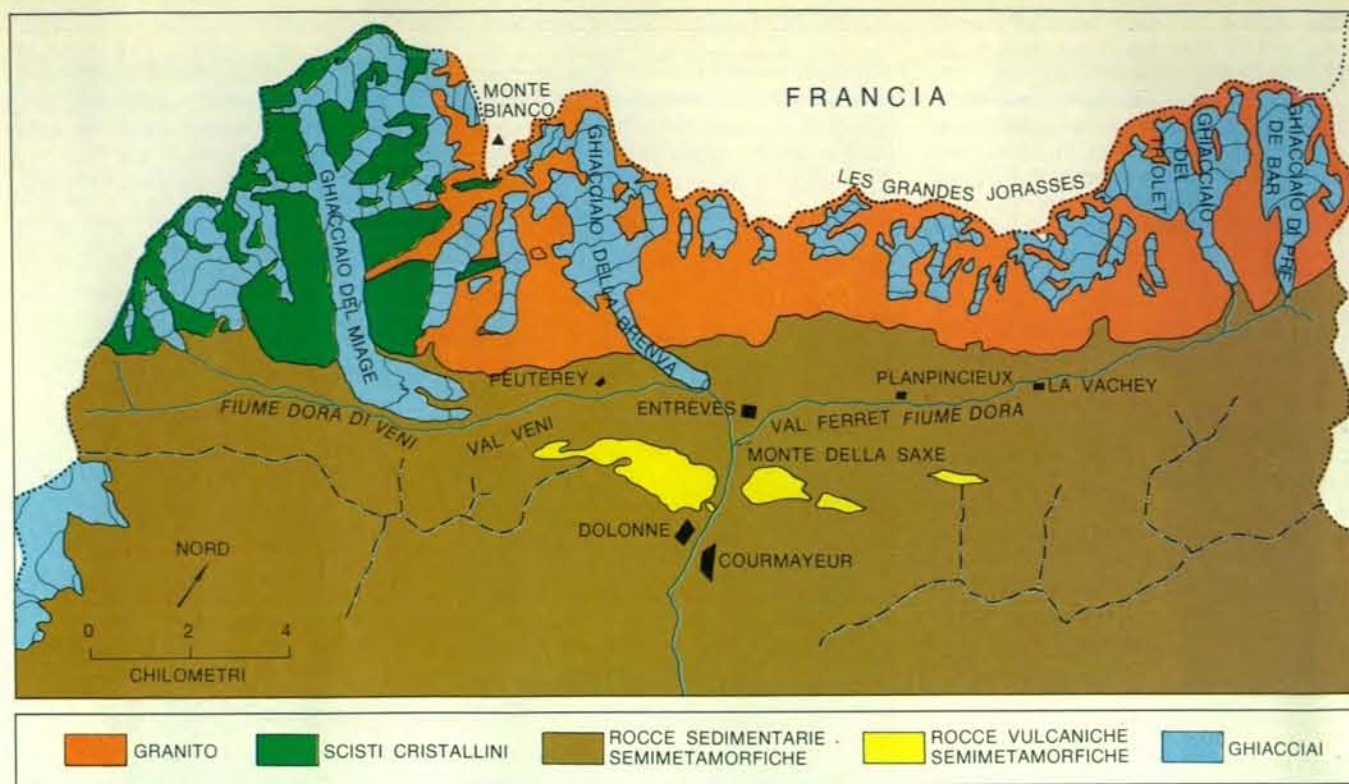 MONTE
BIANCO
FRANCIA
LES GRANDES JORASSES
GHIACCIAIO DEL MIAGE
GHIACCIAIO DELLA BRENVA
GHIACCIAIO
DEL
TRIOLET
GHIACCIAIO DI PRÉ
DE BAR
PEUTEREY
PLANPINCIEUX
LA VACHEY
FIUME DORA DI VENI
VAL VENI
ENTREVES
VAL FERRET FIUME DORA
MONTE DELLA SAXE
DOLONNE
COURMAYEUR
NORD
0 2 4
CHILOMETRI
GRANITO
SCISTI CRISTALLINI
ROCCE SEDIMENTARIE
SEMIMETAMORFICHE
ROCCE VULCANICHE
SEMIMETAMORFICHE
GHIACCIAI